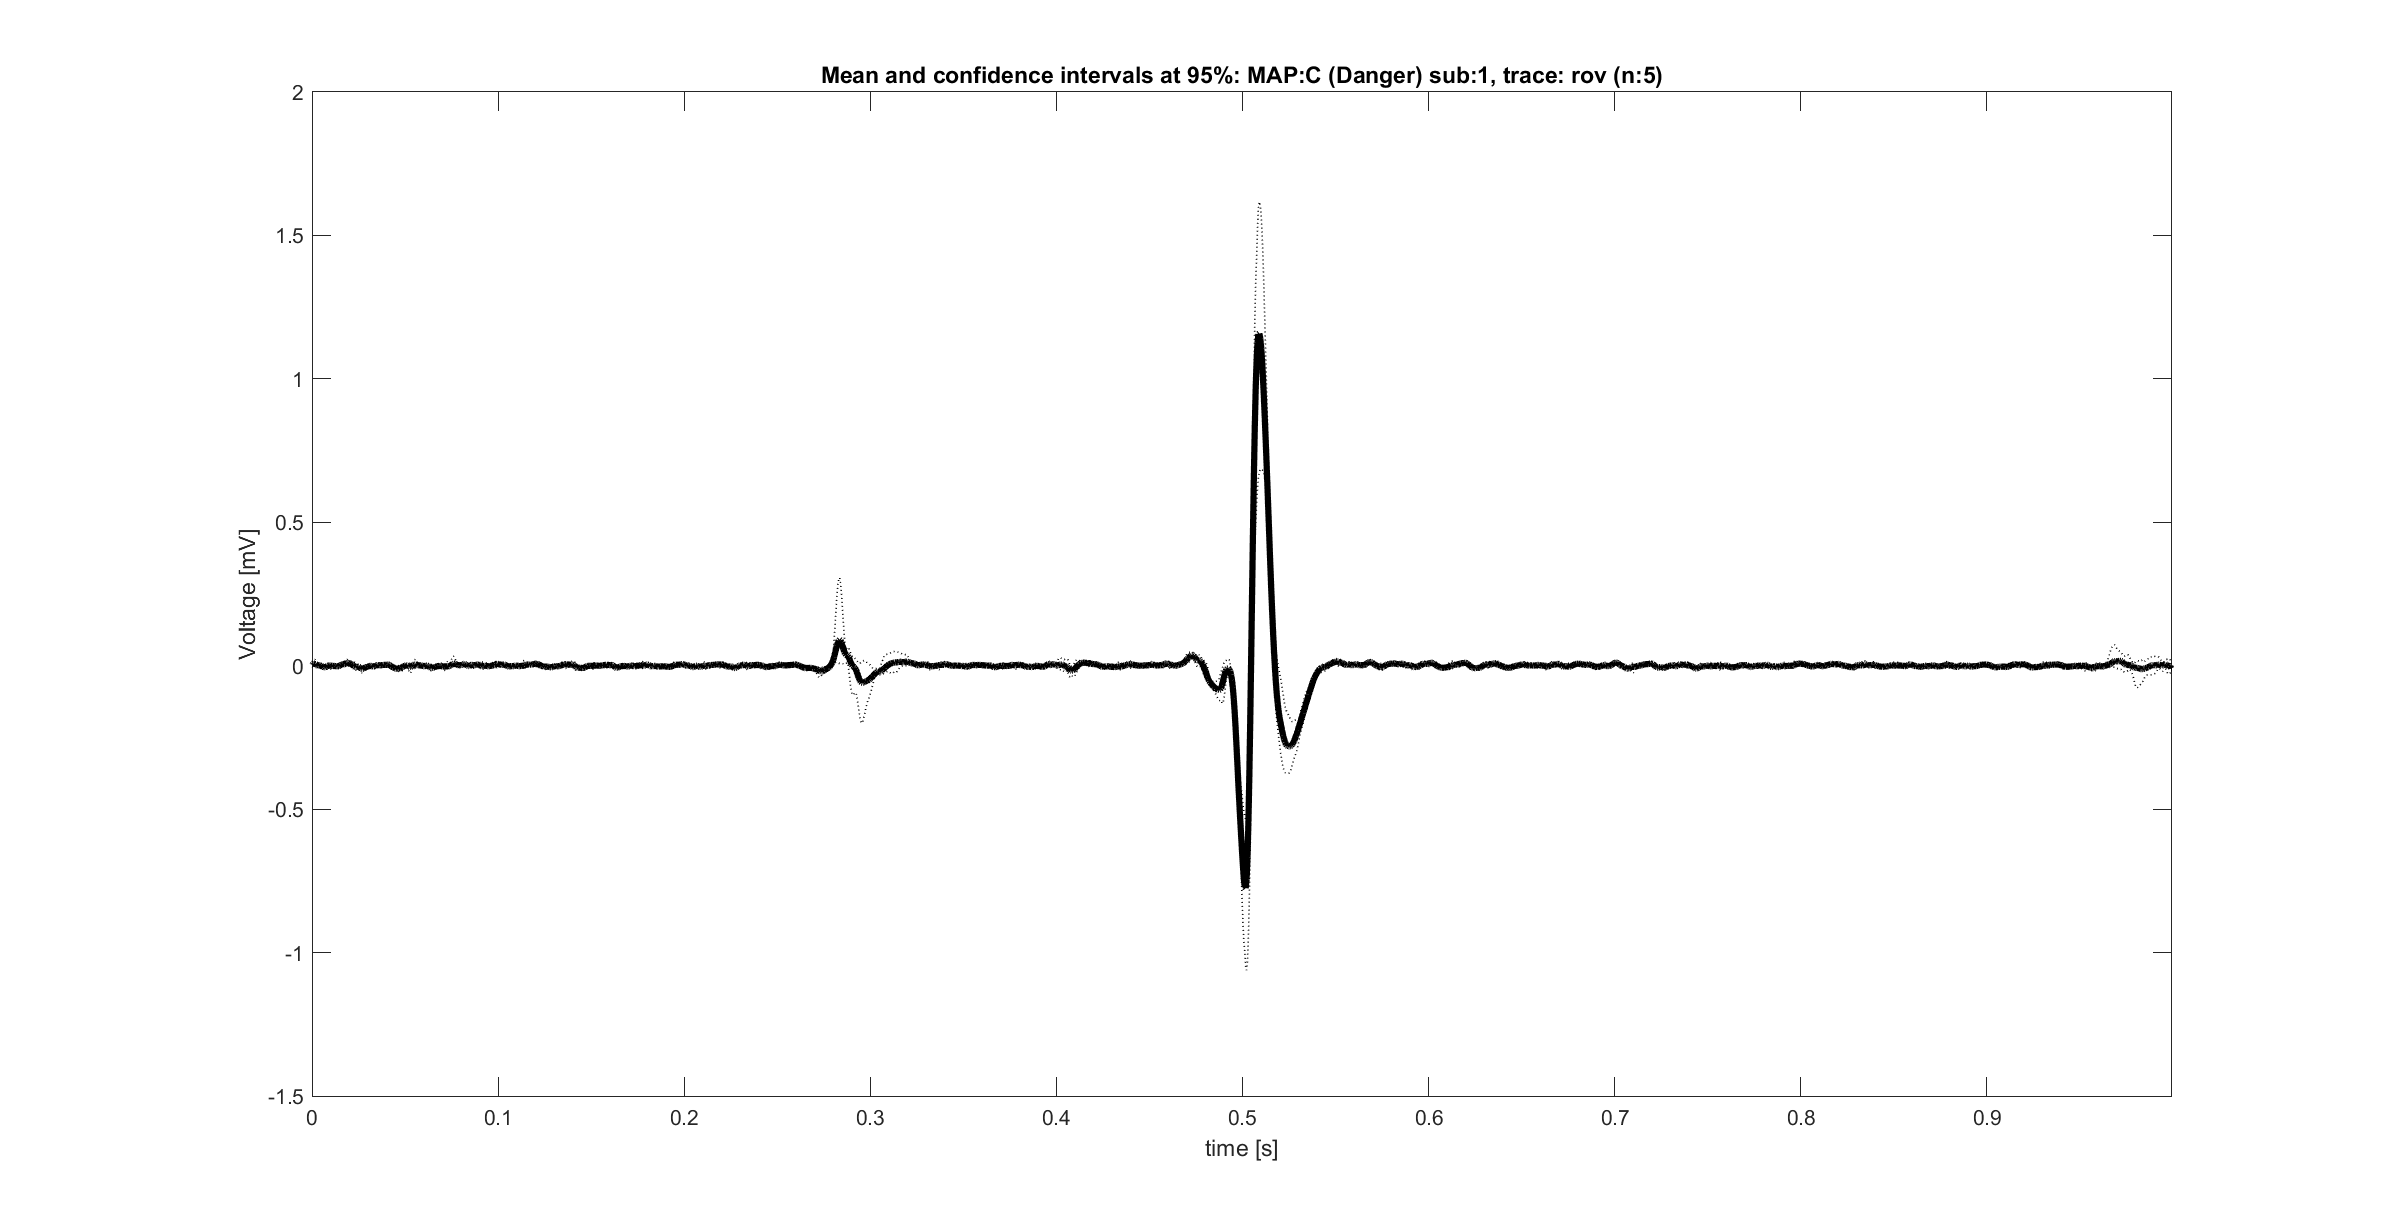 Mean and confidence intervals at 95%: MAP:C (Danger) sub:1, trace: rov (n:5)
2
1.5
1
0.5
0
-0.5
-1
-1.5
Voltage [mV]
0 0.1 0.2 0.3 0.4 0.5 0.6 0.7 0.8 0.9
time [s]